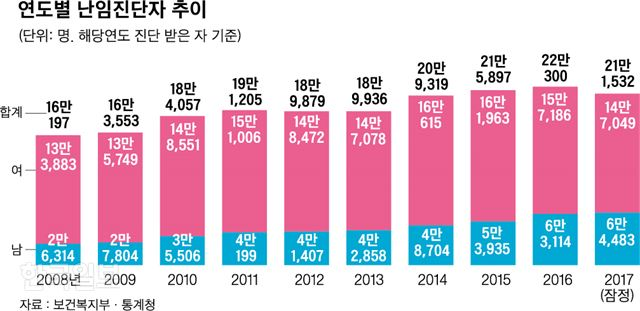 연도별 난임진단자 추이
(단위: 명. 해당연도 진단 받은 자 기준)
합계
16만 197
16만 3,553
18만 4,057
19만 1,205
18만 9,879
18만 9,936
20만 9,319
21만 5,897
22만 300
21만 1,532
여
13만 3,883
13만 5,749
14만 8,551
15만 1,006
14만 8,472
14만 7,078
16만 615
16만 1,963
15만 7,186
14만 7,049
남
2만 6,314
2만 7,804
3만 5,506
4만 199
4만 1,407
4만 2,858
4만 8,704
5만 3,935
6만 3,114
6만 4,483
2008년 2009 2010 2011 2012 2013 2014 2015 2016 2017
(잠정)
한국일보
자료 : 보건복지부·통계청